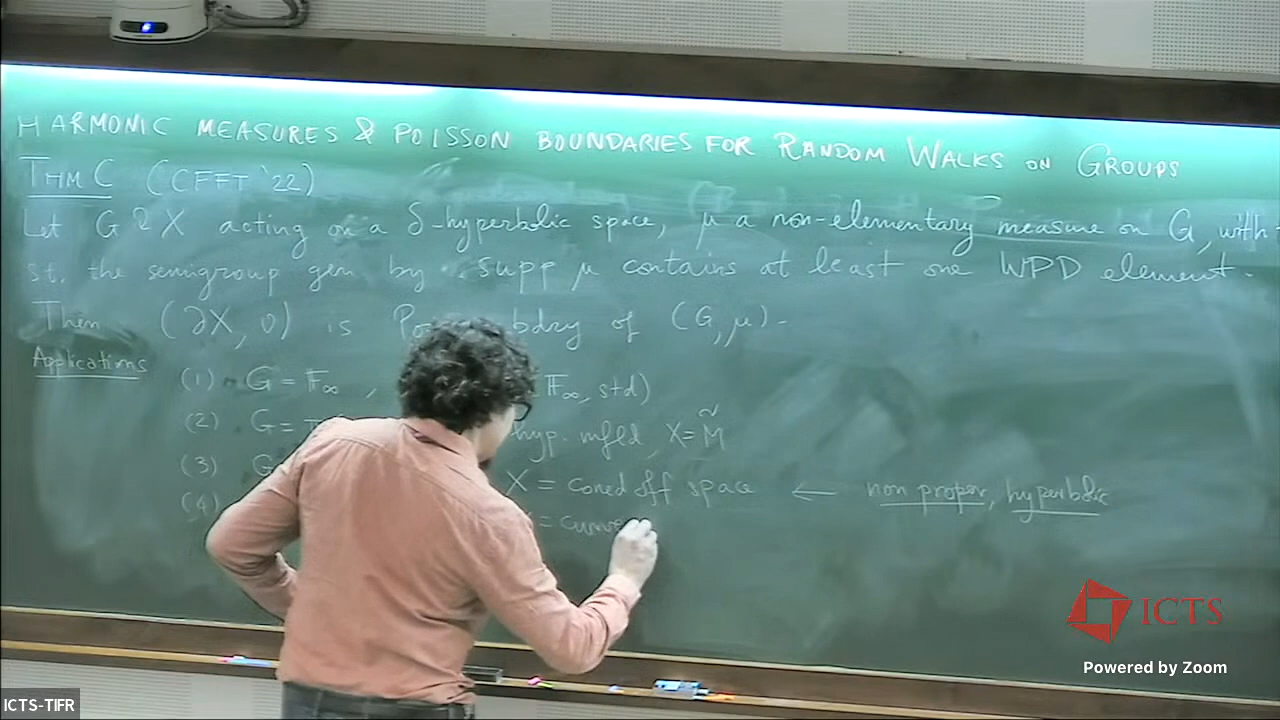 HARMONIC MEASURES & POISSON BOUNDARIES FOR RANDOM WALKS ON GROUPS
THM C (CFFT '22)
Let G ↷ X acting on a δ-hyperbolic space, μ a non-elementary measure on G, with
st. the semigroup gen by supp μ contains at least one WPD element.
Then (∂X, ν) is bdry of (G, μ).
Applications
(1) G = F∞ , F∞, std)
(2) G = hyp. mfld, X = M̃
(3) G X = coned off space ← non proper, hyperbolic
(4) = curve
ICTS
Powered by Zoom
ICTS-TIFR